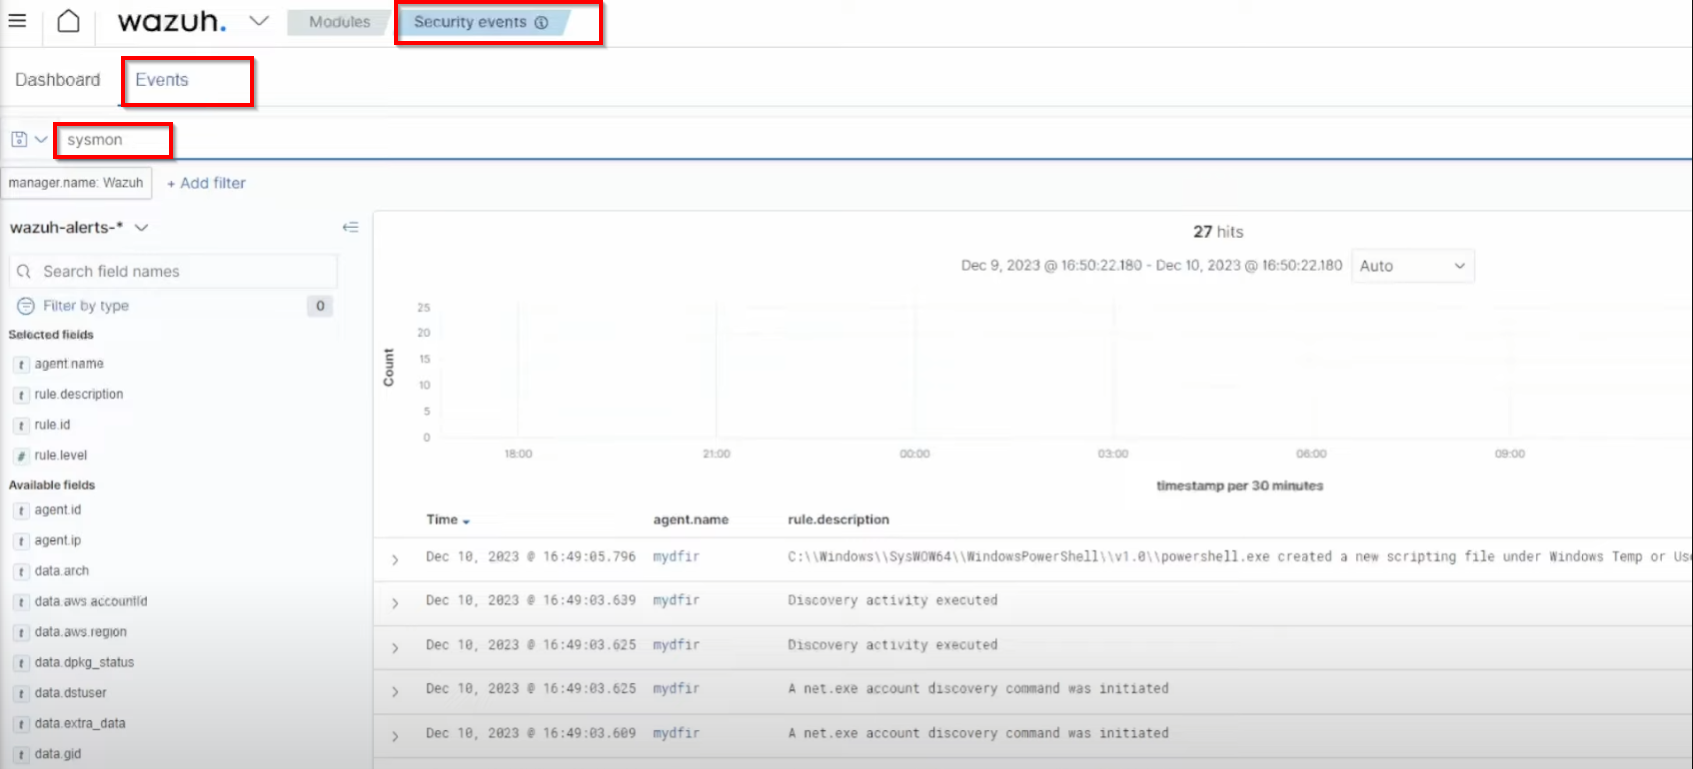 wazuh. Modules Security events
Dashboard Events
sysmon
manager.name: Wazuh + Add filter
wazuh-alerts-*
Search field names
Filter by type 0
Selected fields
t agent.name
t rule.description
t rule.id
# rule.level
Available fields
t agent.id
t agent.ip
t data.arch
t data.aws.accountId
t data.aws.region
t data.dpkg_status
t data.dstuser
t data.extra_data
t data.gid
27 hits
Dec 9, 2023 @ 16:50:22.180 - Dec 10, 2023 @ 16:50:22.180 Auto
Count
25
20
15
10
5
0
18:00 21:00 00:00 03:00 06:00 09:00
timestamp per 30 minutes
Time agent.name rule.description
Dec 10, 2023 @ 16:49:05.796 mydfir C:\\Windows\\SysWOW64\\WindowsPowerShell\\v1.0\\powershell.exe created a new scripting file under Windows Temp or Use
Dec 10, 2023 @ 16:49:03.639 mydfir Discovery activity executed
Dec 10, 2023 @ 16:49:03.625 mydfir Discovery activity executed
Dec 10, 2023 @ 16:49:03.625 mydfir A net.exe account discovery command was initiated
Dec 10, 2023 @ 16:49:03.609 mydfir A net.exe account discovery command was initiated